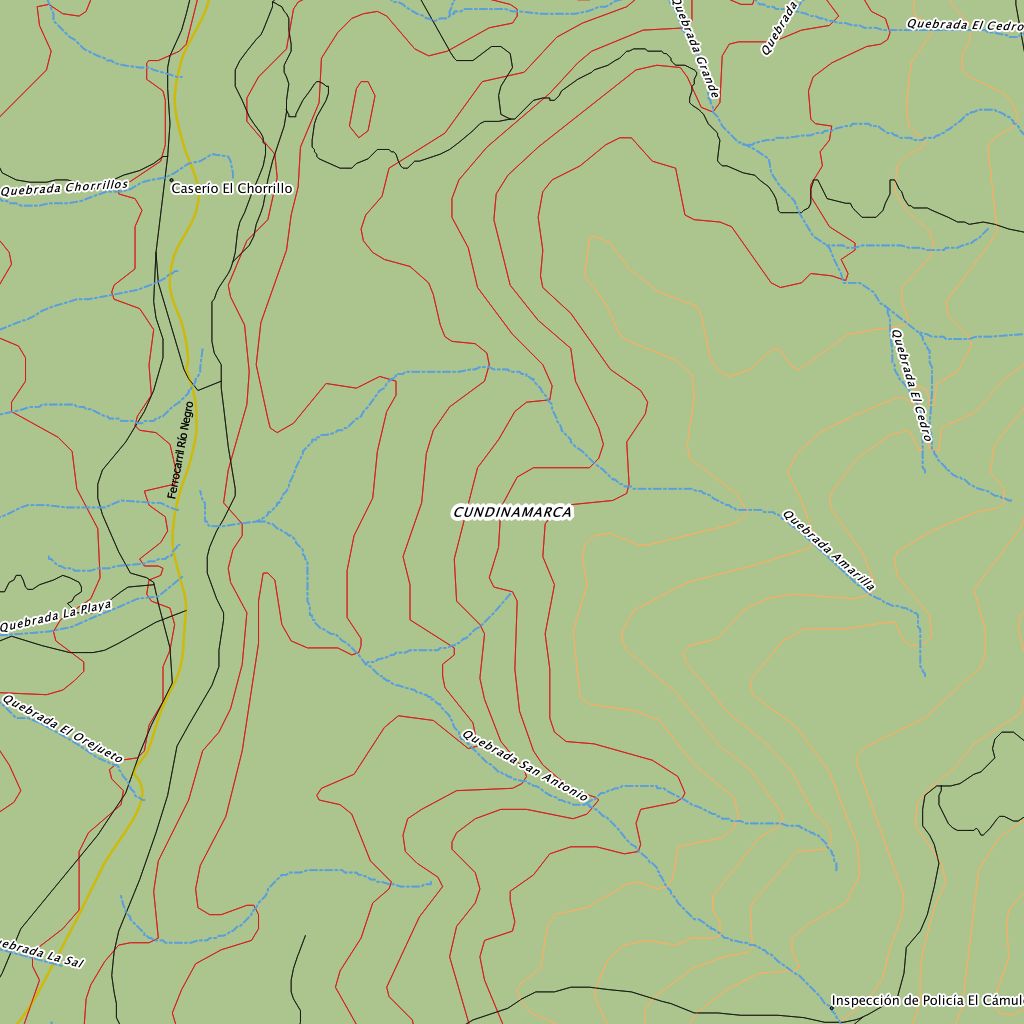 Quebrada Grande
Quebrada
Quebrada El Cedro
Quebrada Chorrillos
Caserío El Chorrillo
Quebrada El Cedro
Ferrocarril Río Negro
CUNDINAMARCA
Quebrada Amarilla
Quebrada La Playa
Quebrada El Orejueto
Quebrada San Antonio
Quebrada La Sal
Inspección de Policía El Cámulo